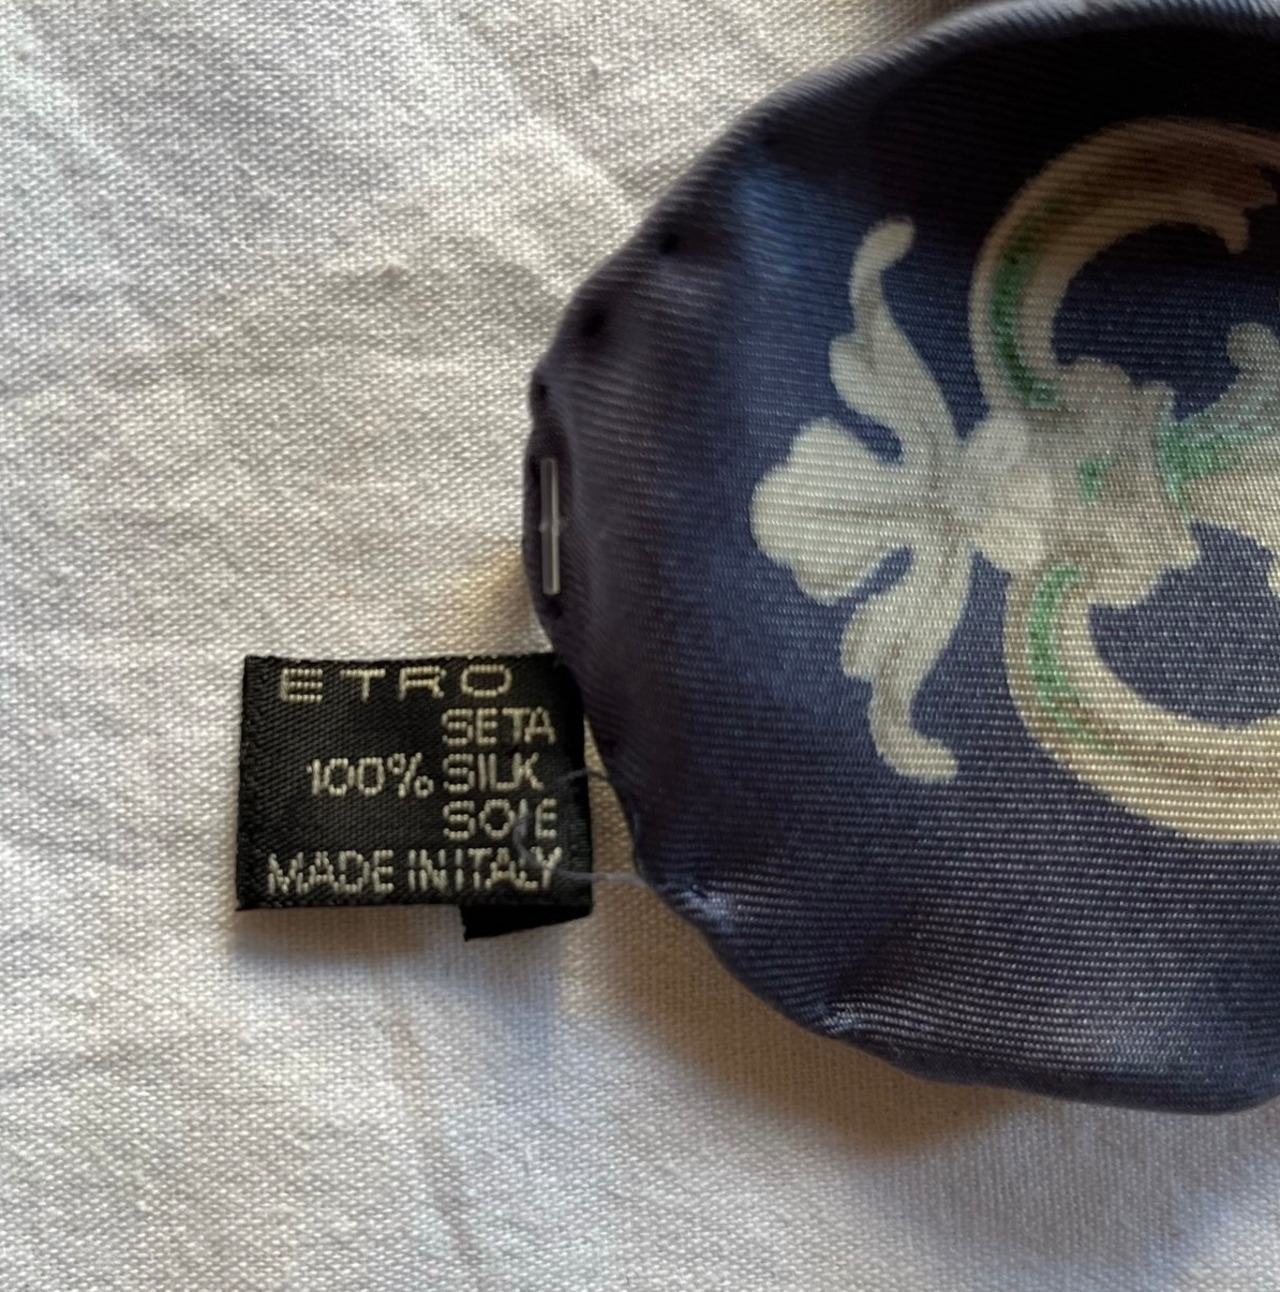 ETRO
SETA
100% SILK
SOIE
MADE IN ITALY